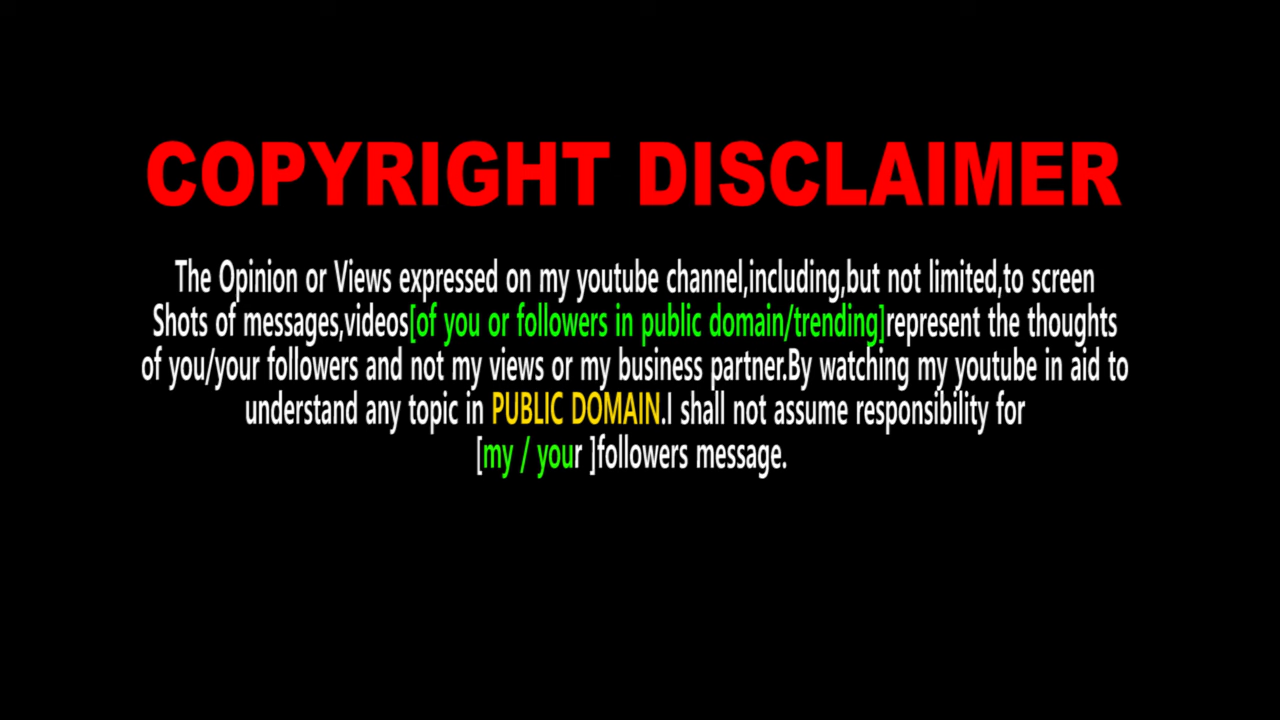 COPYRIGHT DISCLAIMER
The Opinion or Views expressed on my youtube channel,including,but not limited,to screen
Shots of messages,videos[of you or followers in public domain/trending]represent the thoughts
of you/your followers and not my views or my business partner.By watching my youtube in aid to
understand any topic in PUBLIC DOMAIN.I shall not assume responsibility for
[my / your ]followers message.